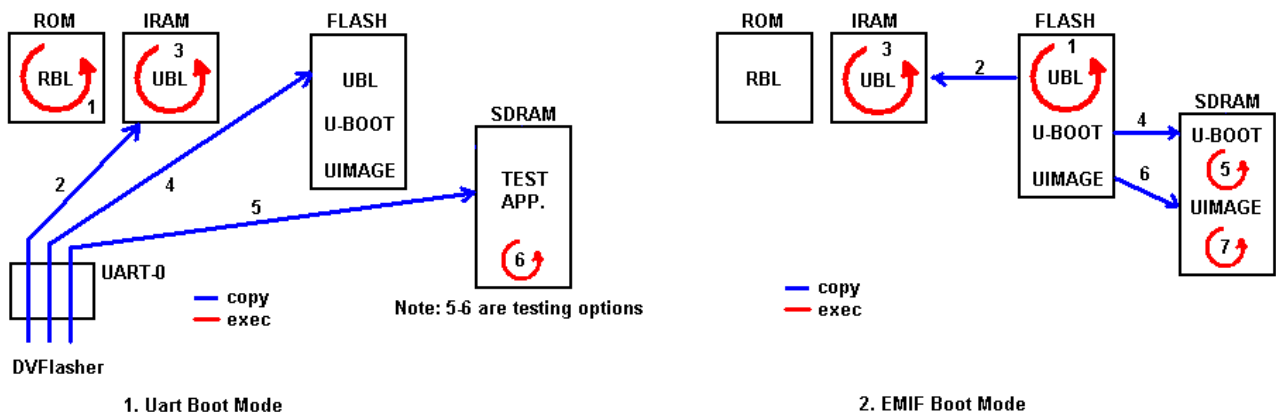 ROM
IRAM
FLASH
RBL
1
3
UBL
UBL
U-BOOT
UIMAGE
SDRAM
TEST
APP.
6
2
4
5
UART-0
copy
exec
Note: 5-6 are testing options
DVFlasher
1. Uart Boot Mode
ROM
IRAM
FLASH
RBL
3
UBL
2
1
UBL
U-BOOT
UIMAGE
4
6
SDRAM
U-BOOT
5
UIMAGE
7
copy
exec
2. EMIF Boot Mode